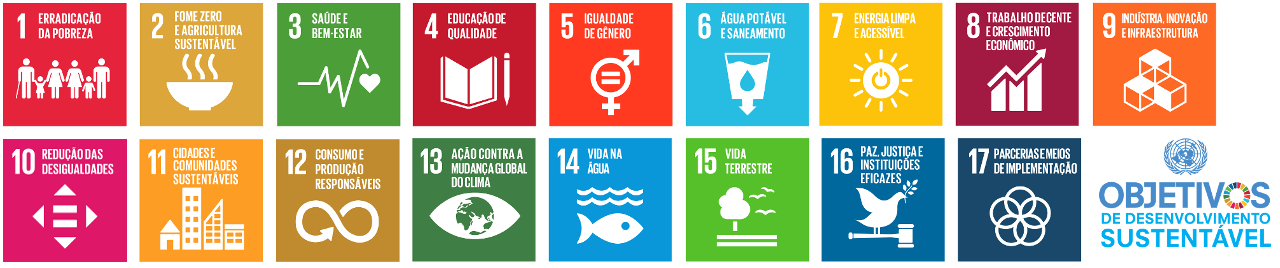 1 ERRADICAÇÃO
DA POBREZA
2 FOME ZERO
E AGRICULTURA
SUSTENTÁVEL
3 SAÚDE E
BEM-ESTAR
4 EDUCAÇÃO DE
QUALIDADE
5 IGUALDADE
DE GÊNERO
6 ÁGUA POTÁVEL
E SANEAMENTO
7 ENERGIA LIMPA
E ACESSÍVEL
8 TRABALHO DECENTE
E CRESCIMENTO
ECONÔMICO
9 INDÚSTRIA, INOVAÇÃO
E INFRAESTRUTURA
10 REDUÇÃO DAS
DESIGUALDADES
11 CIDADES E
COMUNIDADES
SUSTENTÁVEIS
12 CONSUMO E
PRODUÇÃO
RESPONSÁVEIS
13 AÇÃO CONTRA A
MUDANÇA GLOBAL
DO CLIMA
14 VIDA NA
ÁGUA
15 VIDA
TERRESTRE
16 PAZ, JUSTIÇA E
INSTITUIÇÕES
EFICAZES
17 PARCERIAS E MEIOS
DE IMPLEMENTAÇÃO
OBJETIVOS
DE DESENVOLVIMENTO
SUSTENTÁVEL